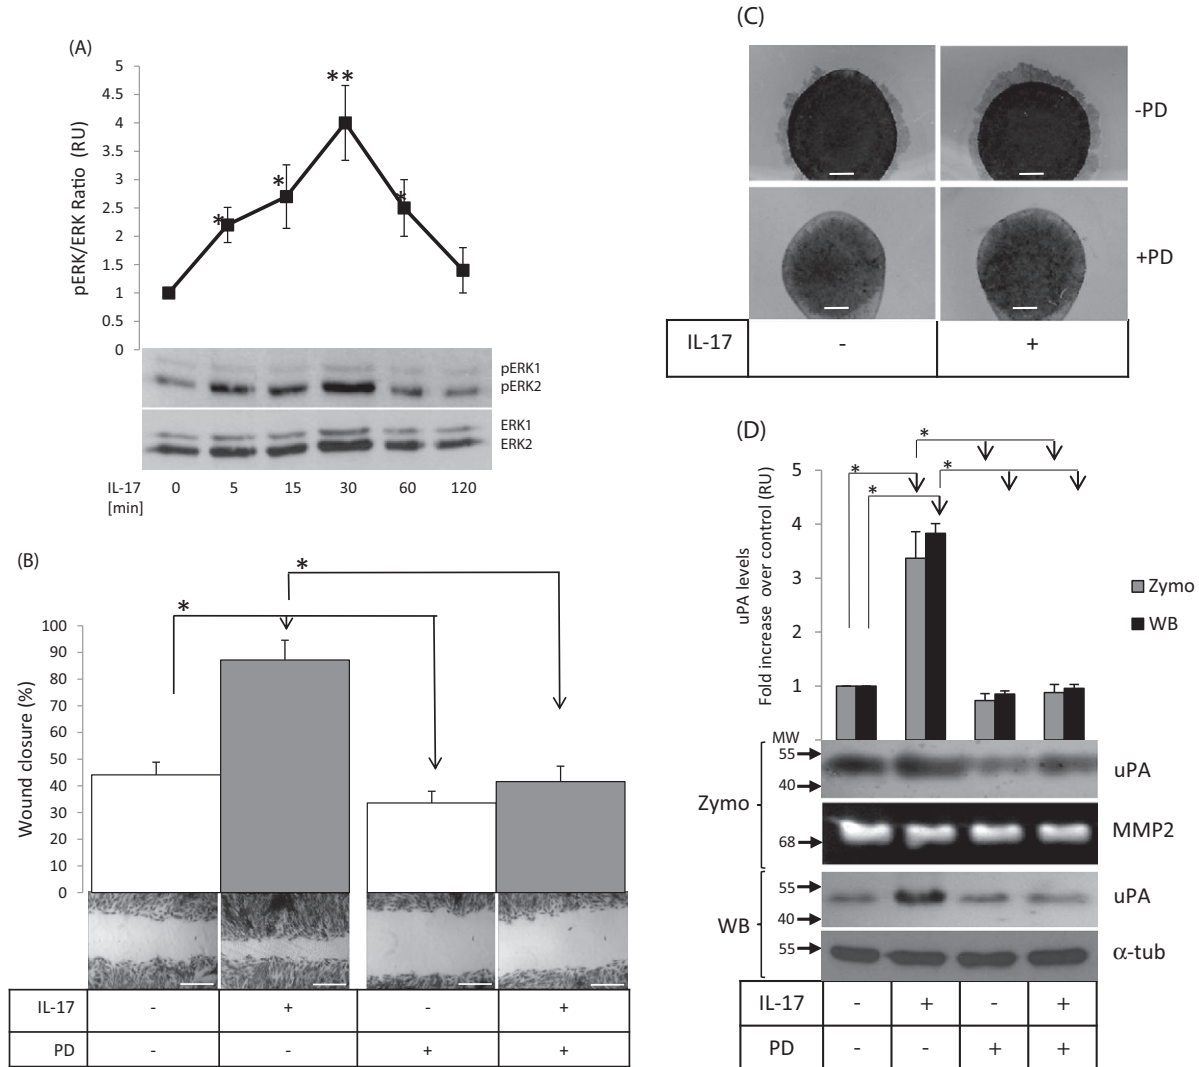 (A)
pERK/ERK Ratio (RU)
5
4.5
4
3.5
3
2.5
2
1.5
1
0.5
0
*
*
**
*
pERK1
pERK2
ERK1
ERK2
IL-17 0 5 15 30 60 120
[min]
(B)
Wound closure (%)
100
90
80
70
60
50
40
30
20
10
0
*
*
IL-17 - + - +
PD - - + +
(C)
-PD
+PD
IL-17 - +
(D)
uPA levels
Fold increase over control (RU)
5
4
3
2
1
*
*
*
*
Zymo
WB
MW
Zymo
55
40
uPA
68
MMP2
WB
55
40
uPA
55
α-tub
IL-17 - + - +
PD - - + +